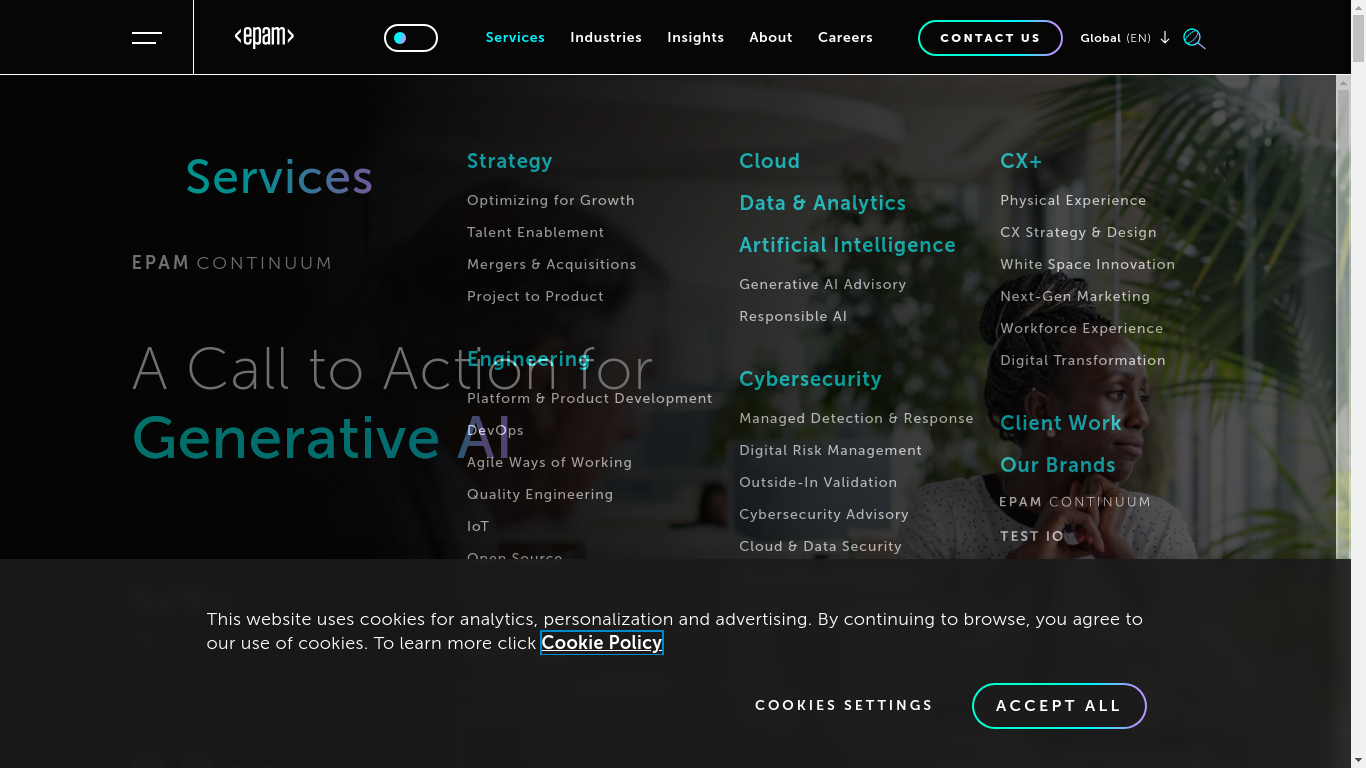 <epam>
Services
Industries
Insights
About
Careers
CONTACT US
Global (EN)
Services
EPAM CONTINUUM
A Call to Action for
Generative AI
Strategy
Optimizing for Growth
Talent Enablement
Mergers & Acquisitions
Project to Product
Engineering
Platform & Product Development
DevOps
Agile Ways of Working
Quality Engineering
IoT
Open Source
Cloud
Data & Analytics
Artificial Intelligence
Generative AI Advisory
Responsible AI
Cybersecurity
Managed Detection & Response
Digital Risk Management
Outside-In Validation
Cybersecurity Advisory
Cloud & Data Security
CX+
Physical Experience
CX Strategy & Design
White Space Innovation
Next-Gen Marketing
Workforce Experience
Digital Transformation
Client Work
Our Brands
EPAM CONTINUUM
TEST IO
This website uses cookies for analytics, personalization and advertising. By continuing to browse, you agree to
our use of cookies. To learn more click Cookie Policy
COOKIES SETTINGS
ACCEPT ALL